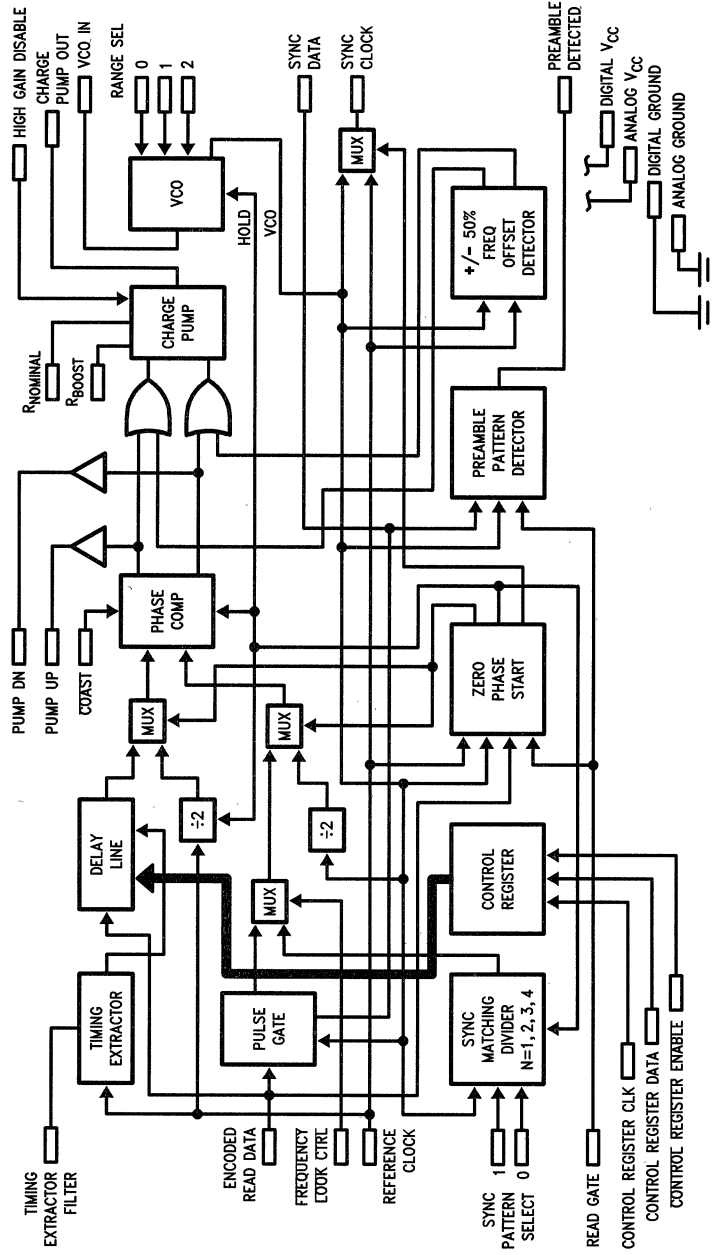 HIGH GAIN DISABLE
CHARGE
PUMP OUT
VCO IN
RANGE SEL
0
1
2
SYNC
DATA
SYNC
CLOCK
PREAMBLE
DETECTED
DIGITAL VCC
ANALOG VCC
DIGITAL GROUND
ANALOG GROUND
VCO
HOLD
VCO
MUX
+/- 50%
FREQ
OFFSET
DETECTOR
CHARGE
PUMP
RNOMINAL
RBOOST
PREAMBLE
PATTERN
DETECTOR
PUMP DN
PUMP UP
COAST
PHASE
COMP
MUX
MUX
ZERO
PHASE
START
DELAY
LINE
÷2
÷2
MUX
CONTROL
REGISTER
TIMING
EXTRACTOR
PULSE
GATE
SYNC
MATCHING
DIVIDER
N=1, 2, 3, 4
TIMING
EXTRACTOR
FILTER
ENCODED
READ DATA
FREQUENCY
LOCK CTRL
REFERENCE
CLOCK
SYNC
PATTERN
SELECT
1
0
READ GATE
CONTROL REGISTER CLK
CONTROL REGISTER DATA
CONTROL REGISTER ENABLE